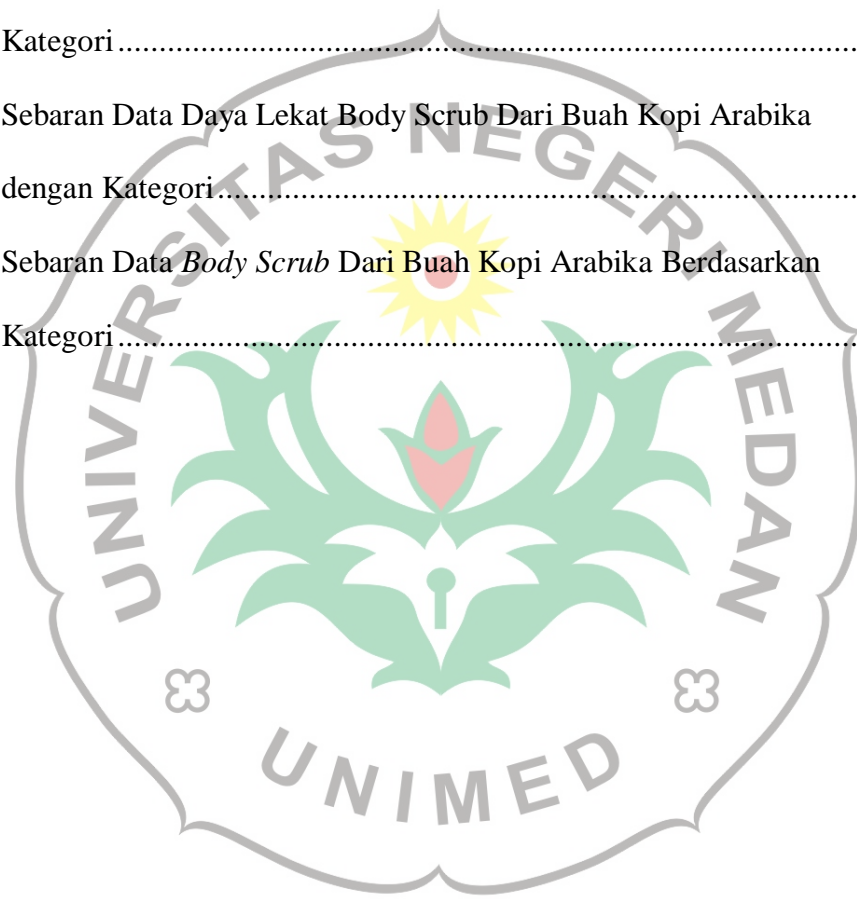 Kategori................................................................................................
Sebaran Data Daya Lekat Body Scrub Dari Buah Kopi Arabika
dengan Kategori................................................................................
Sebaran Data Body Scrub Dari Buah Kopi Arabika Berdasarkan
Kategori................................................................................................
UNIVERSITAS NEGERI MEDAN
UNIMED